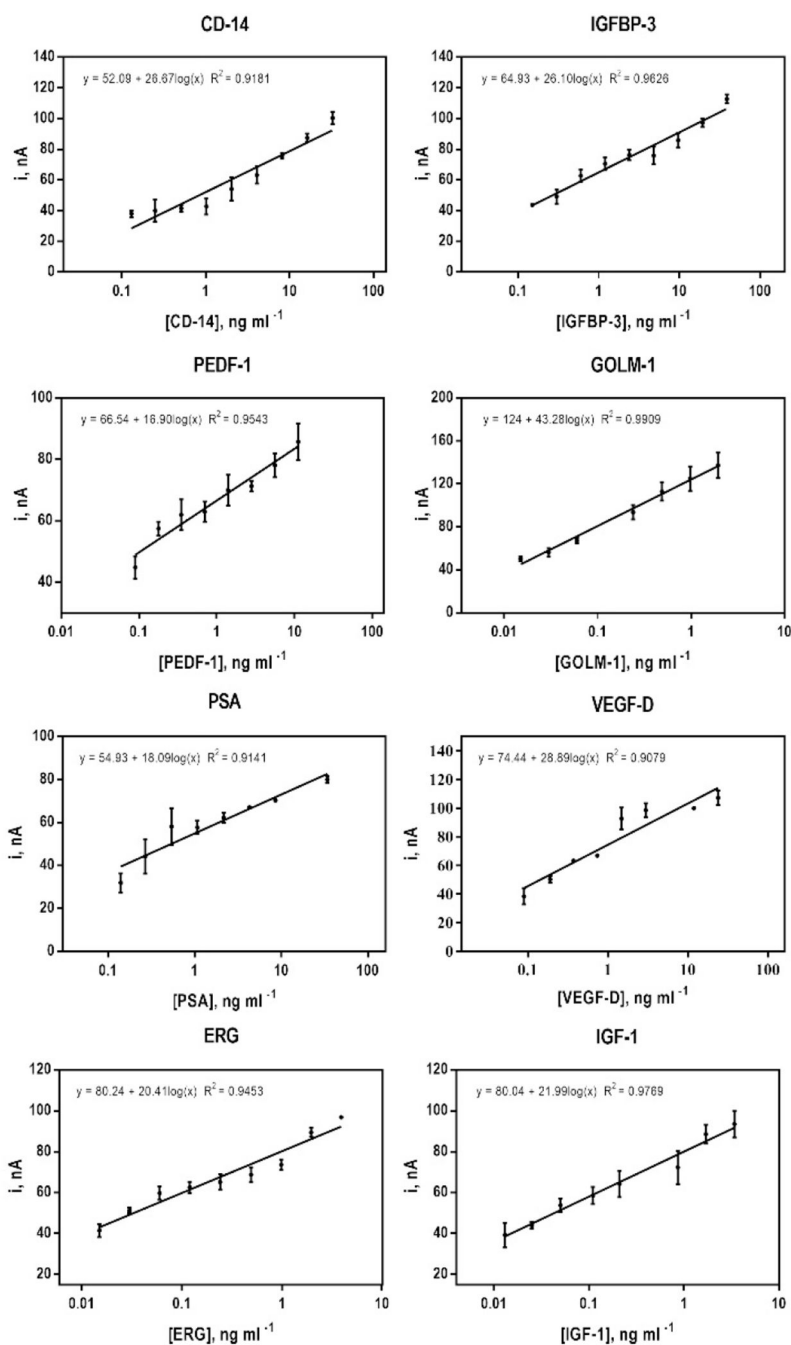 CD-14
y = 52.09 + 26.67log(x) R² = 0.9181
i, nA
140
120
100
80
60
40
20
0
0.1 1 10 100
[CD-14], ng ml ⁻¹
IGFBP-3
y = 64.93 + 26.10log(x) R² = 0.9626
i, nA
140
120
100
80
60
40
20
0
0.1 1 10 100
[IGFBP-3], ng ml ⁻¹
PEDF-1
y = 66.54 + 16.90log(x) R² = 0.9543
i, nA
100
80
60
40
0.01 0.1 1 10 100
[PEDF-1], ng ml ⁻¹
GOLM-1
y = 124 + 43.28log(x) R² = 0.9909
i, nA
200
160
120
80
40
0
0.01 0.1 1 10
[GOLM-1], ng ml ⁻¹
PSA
y = 54.93 + 18.09log(x) R² = 0.9141
i, nA
100
80
60
40
20
0
0.1 1 10 100
[PSA], ng ml ⁻¹
VEGF-D
y = 74.44 + 28.89log(x) R² = 0.9079
i, nA
140
120
100
80
60
40
20
0
0.1 1 10 100
[VEGF-D], ng ml ⁻¹
ERG
y = 80.24 + 20.41log(x) R² = 0.9453
i, nA
120
100
80
60
40
20
0.01 0.1 1 10
[ERG], ng ml ⁻¹
IGF-1
y = 80.04 + 21.99log(x) R² = 0.9769
i, nA
120
100
80
60
40
20
0.01 0.1 1 10
[IGF-1], ng ml ⁻¹